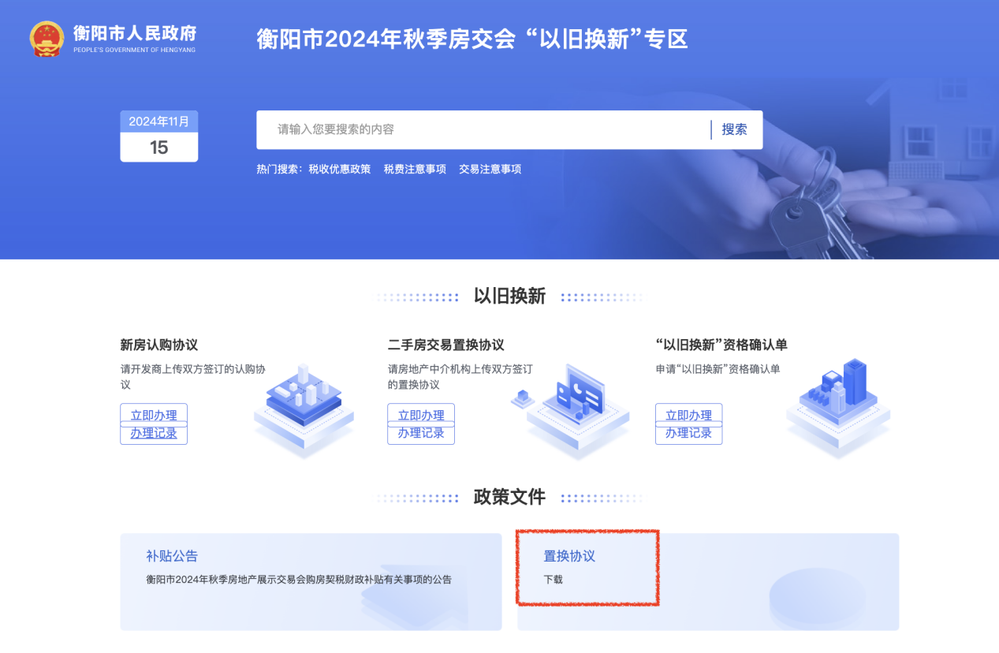 衡阳市人民政府
PEOPLE'S GOVERNMENT OF HENGYANG
衡阳市2024年秋季房交会 “以旧换新”专区
2024年11月
15
请输入您要搜索的内容
搜索
热门搜索: 税收优惠政策 税费注意事项 交易注意事项
以旧换新
新房认购协议
请开发商上传双方签订的认购协
议
立即办理
办理记录
二手房交易置换协议
请房地产中介机构上传双方签订
的置换协议
立即办理
办理记录
“以旧换新”资格确认单
申请“以旧换新”资格确认单
立即办理
办理记录
政策文件
补贴公告
衡阳市2024年秋季房地产展示交易会购房契税财政补贴有关事项的公告
置换协议
下载